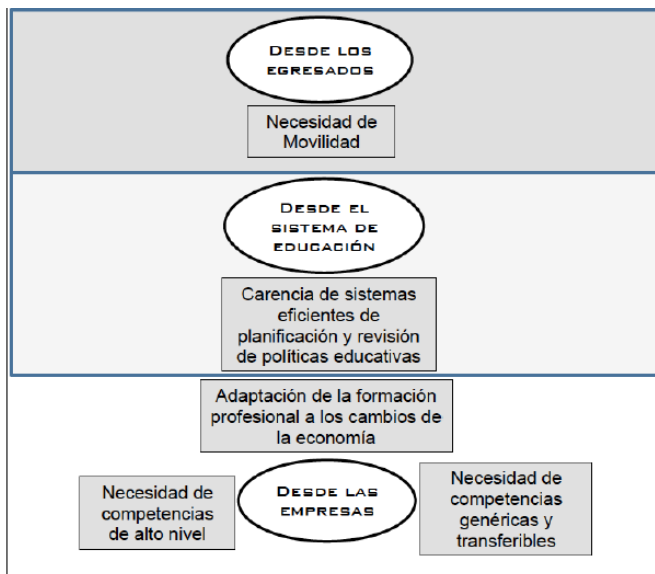 DESDE LOS
EGRESADOS
Necesidad de
Movilidad
DESDE EL
SISTEMA DE
EDUCACIÓN
Carencia de sistemas
eficientes de
planificación y revisión
de políticas educativas
Adaptación de la formación
profesional a los cambios de
la economía
Necesidad de
competencias
de alto nivel
DESDE LAS
EMPRESAS
Necesidad de
competencias
genéricas y
transferibles